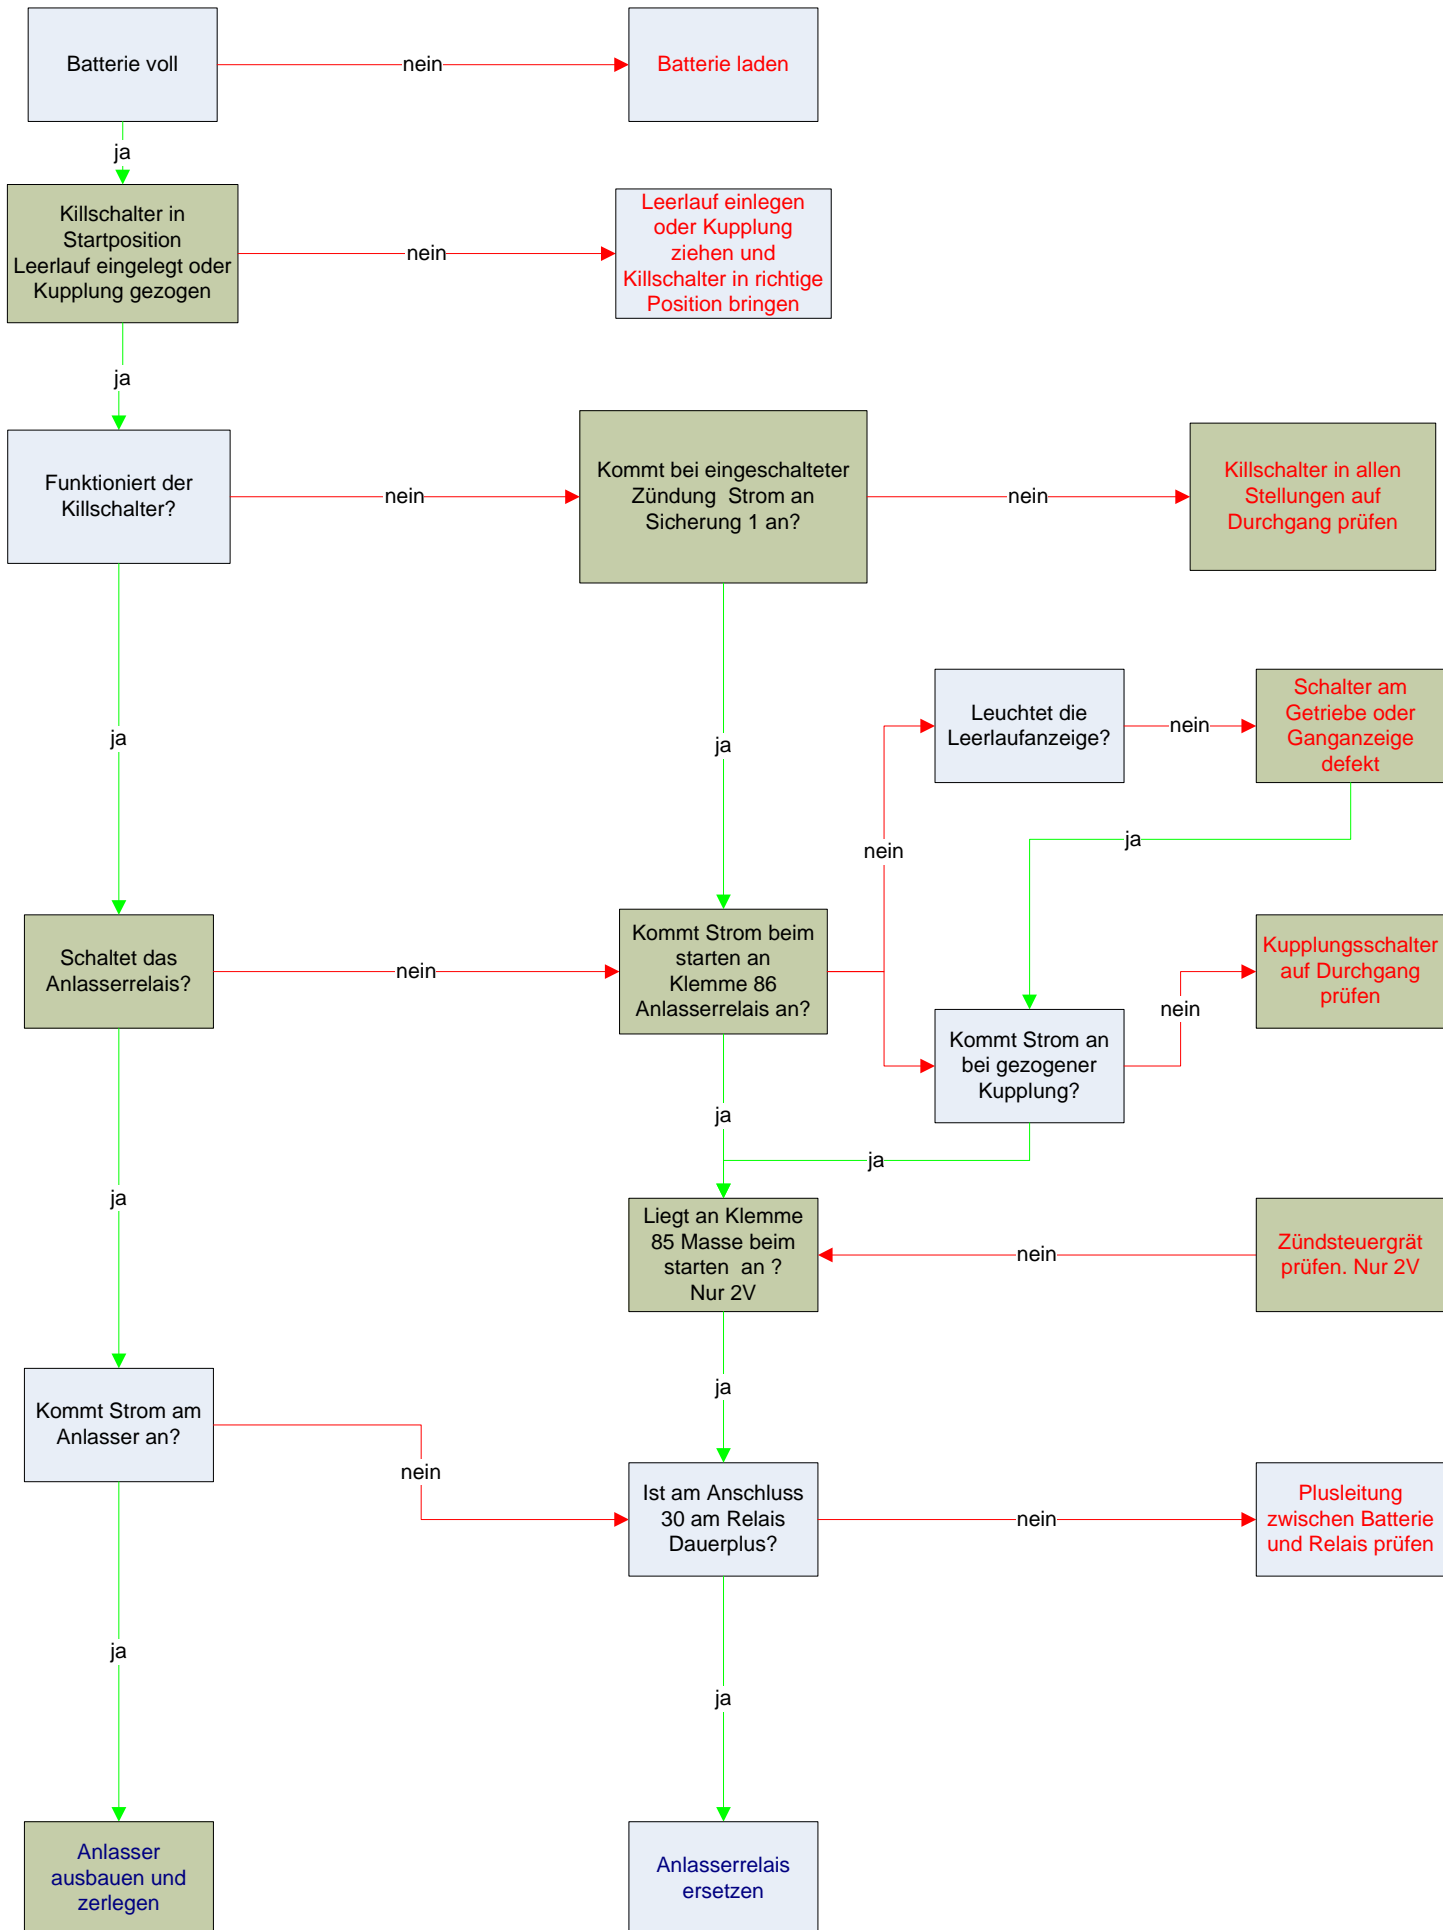 Batterie voll
nein
Batterie laden
ja
Killschalter in
Startposition
Leerlauf eingelegt oder
Kupplung gezogen
nein
Leerlauf einlegen
oder Kupplung
ziehen und
Killschalter in richtige
Position bringen
ja
Funktioniert der
Killschalter?
nein
Kommt bei eingeschalteter
Zündung  Strom an
Sicherung 1 an?
nein
Killschalter in allen
Stellungen auf
Durchgang prüfen
ja
ja
Leuchtet die
Leerlaufanzeige?
nein
Schalter am
Getriebe oder
Ganganzeige
defekt
ja
nein
Schaltet das
Anlasserrelais?
nein
Kommt Strom beim
starten an
Klemme 86
Anlasserrelais an?
Kupplungsschalter
auf Durchgang
prüfen
nein
Kommt Strom an
bei gezogener
Kupplung?
ja
ja
ja
Liegt an Klemme
85 Masse beim
starten  an ?
Nur 2V
nein
Zündsteuergrät
prüfen. Nur 2V
ja
Kommt Strom am
Anlasser an?
nein
Ist am Anschluss
30 am Relais
Dauerplus?
nein
Plusleitung
zwischen Batterie
und Relais prüfen
ja
ja
Anlasser
ausbauen und
zerlegen
Anlasserrelais
ersetzen